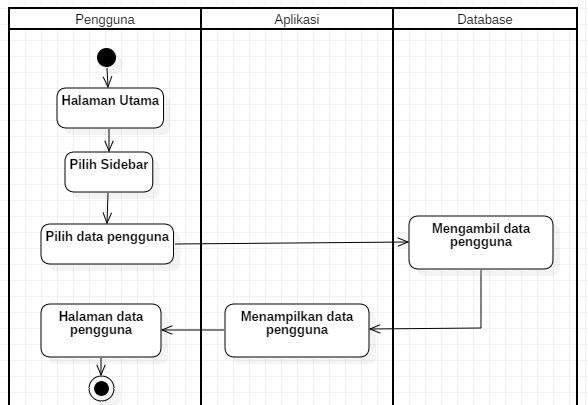 Pengguna
Aplikasi
Database
Halaman Utama
Pilih Sidebar
Pilih data pengguna
Mengambil data
pengguna
Menampilkan data
pengguna
Halaman data
pengguna